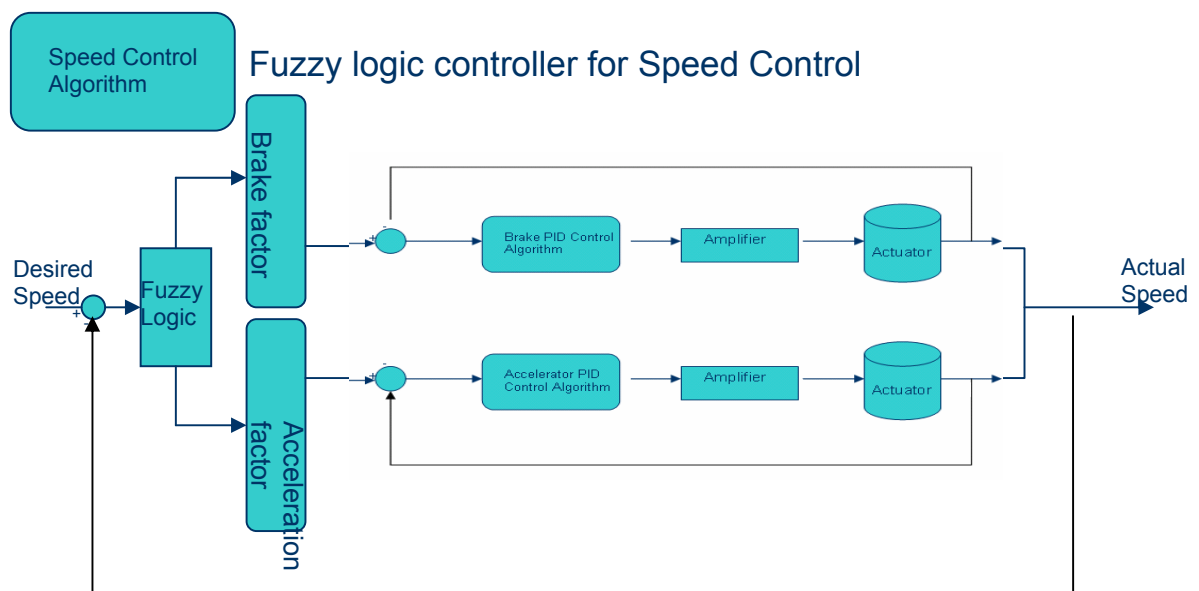 Speed Control
Algorithm
Fuzzy logic controller for Speed Control
Brake factor
+
-
Brake PID Control
Algorithm
Amplifier
Actuator
Desired
Speed
+
-
Fuzzy
Logic
Actual
Speed
Acceleration
factor
+
-
Accelerator PID
Control Algorithm
Amplifier
Actuator